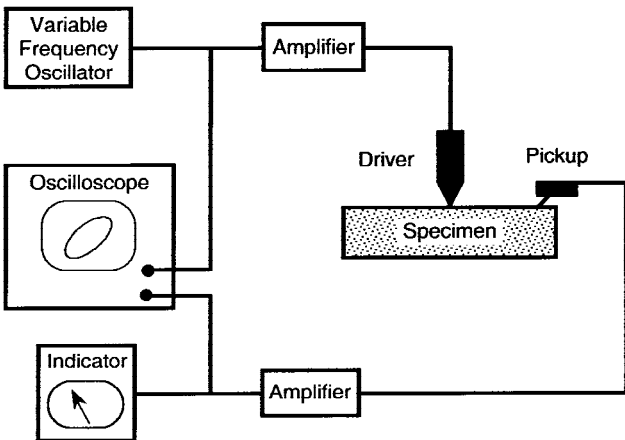 Variable
Frequency
Oscillator
Amplifier
Driver
Pickup
Oscilloscope
Specimen
Indicator
Amplifier